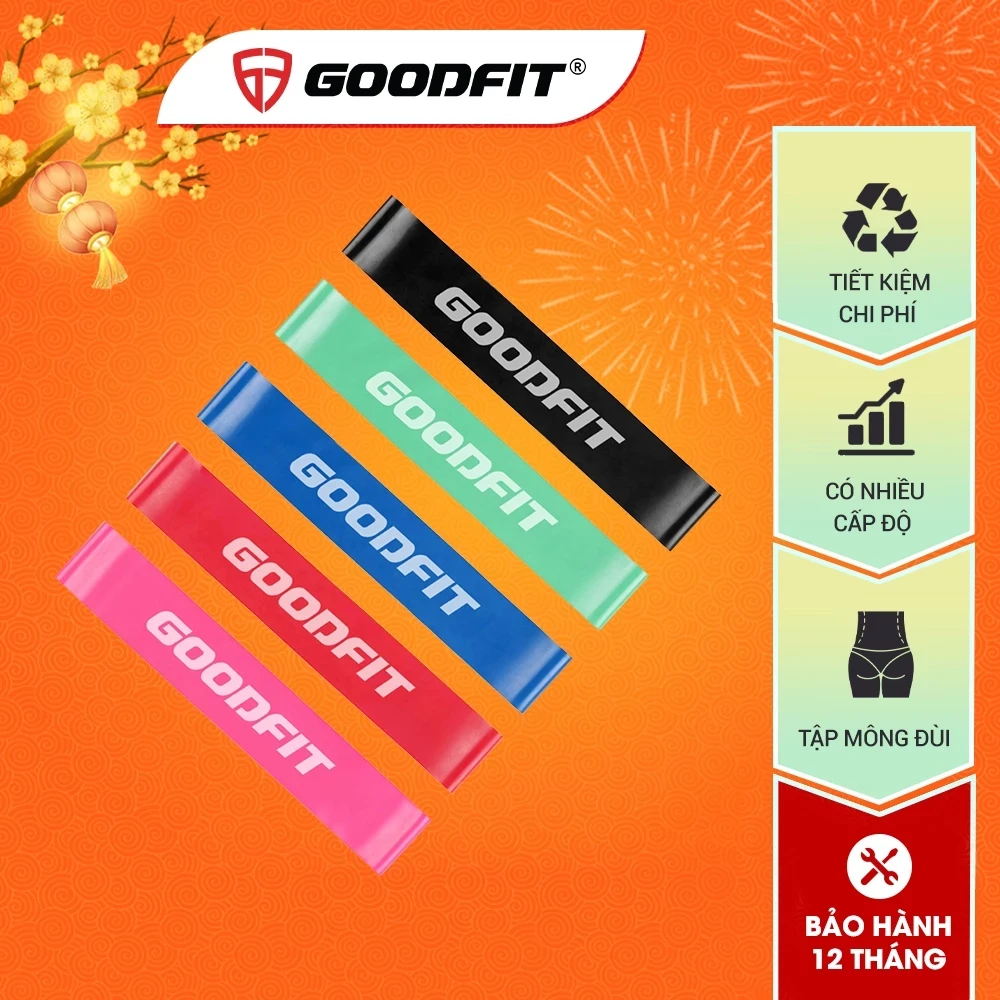 GOODFIT®
GOODFIT
GOODFIT
GOODFIT
GOODFIT
GOODFIT
TIẾT KIỆM
CHI PHÍ
CÓ NHIỀU
CẤP ĐỘ
TẬP MÔNG ĐÙI
BẢO HÀNH
12 THÁNG